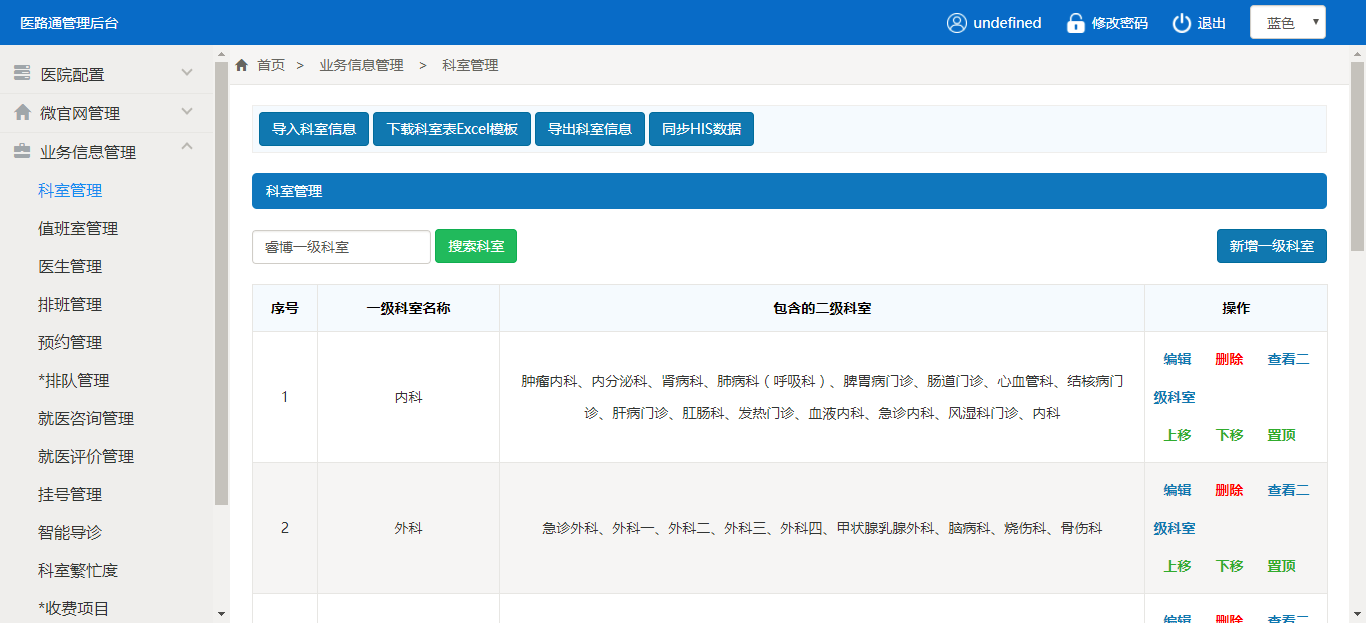 医路通管理后台
undefined
修改密码
退出
蓝色
医院配置
微官网管理
业务信息管理
科室管理
值班室管理
医生管理
排班管理
预约管理
*排队管理
就医咨询管理
就医评价管理
挂号管理
智能导诊
科室繁忙度
*收费项目
首页 > 业务信息管理 > 科室管理
导入科室信息
下载科室表Excel模板
导出科室信息
同步HIS数据
科室管理
睿博一级科室
搜索科室
新增一级科室
序号
一级科室名称
包含的二级科室
操作
1
内科
肿瘤内科、内分泌科、肾病科、肺病科（呼吸科）、脾胃病门诊、肠道门诊、心血管科、结核病门
诊、肝病门诊、肛肠科、发热门诊、血液内科、急诊内科、风湿科门诊、内科
编辑 删除 查看二
级科室
上移 下移 置顶
2
外科
急诊外科、外科一、外科二、外科三、外科四、甲状腺乳腺外科、脑病科、烧伤科、骨伤科
编辑 删除 查看二
级科室
上移 下移 置顶
编辑 删除 查看二